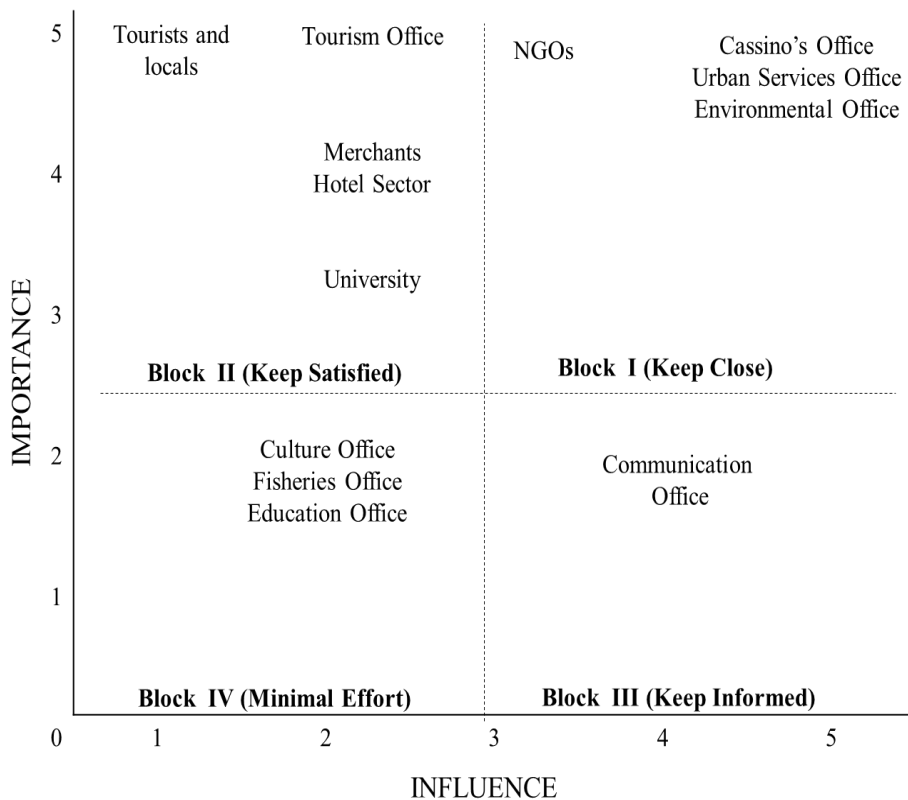 5
Tourists and
locals
Tourism Office
NGOs
Cassino’s Office
Urban Services Office
Environmental Office
Merchants
Hotel Sector
4
University
3
Block II (Keep Satisfied)
Block I (Keep Close)
IMPORTANCE
2
Culture Office
Fisheries Office
Education Office
Communication
Office
1
Block IV (Minimal Effort)
Block III (Keep Informed)
0
1
2
3
4
5
INFLUENCE